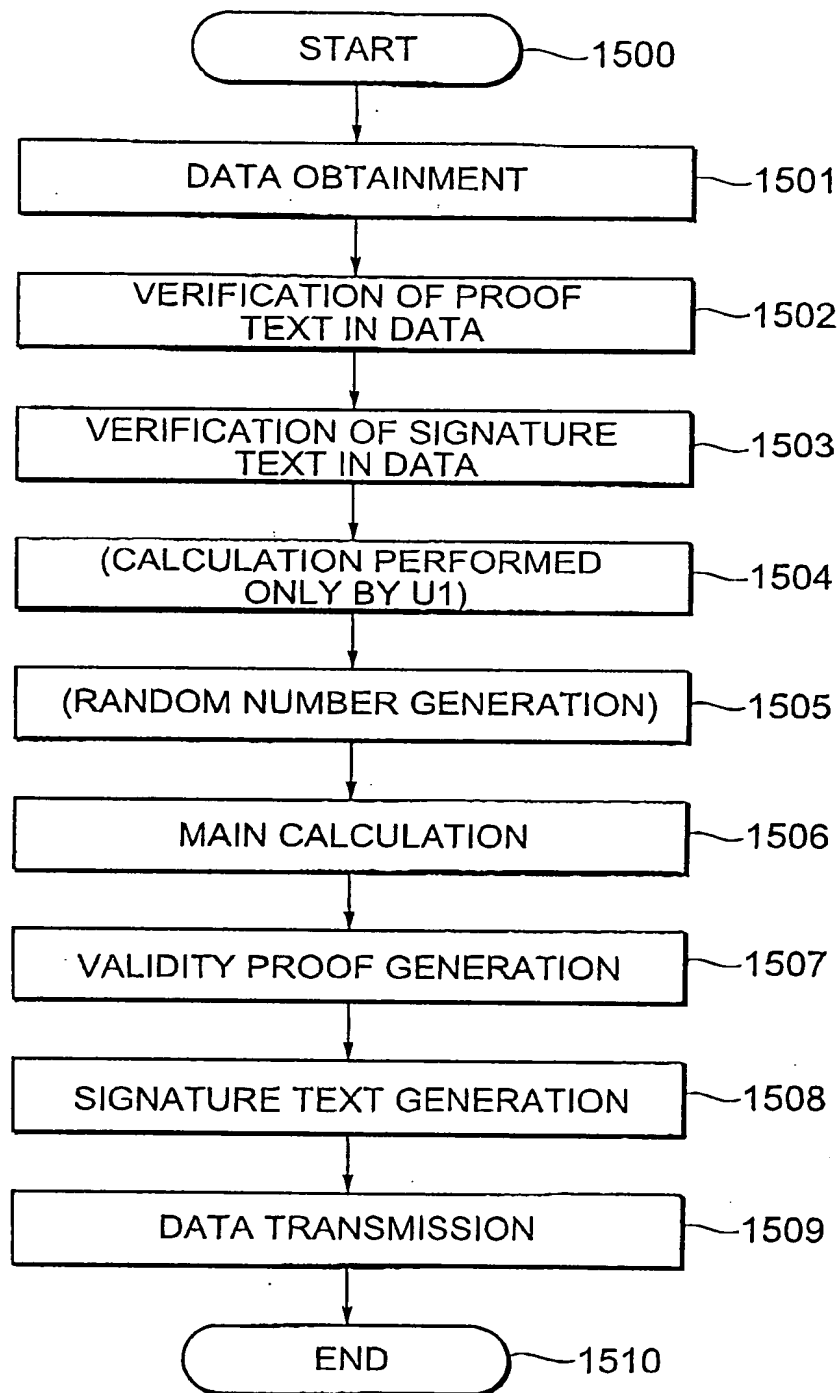 START
1500
DATA OBTAINMENT
1501
VERIFICATION OF PROOF
TEXT IN DATA
1502
VERIFICATION OF SIGNATURE
TEXT IN DATA
1503
(CALCULATION PERFORMED
ONLY BY U1)
1504
(RANDOM NUMBER GENERATION)
1505
MAIN CALCULATION
1506
VALIDITY PROOF GENERATION
1507
SIGNATURE TEXT GENERATION
1508
DATA TRANSMISSION
1509
END
1510